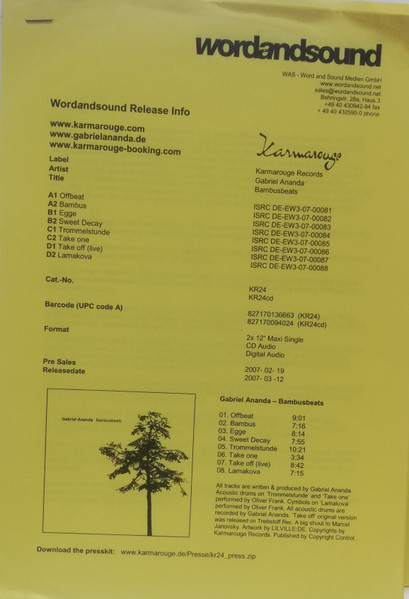 wordandsound
WAS - Word and Sound Medien GmbH
www.wordandsound.net
sales@wordandsound.net
Behringstr. 28a, Haus 3
+49 40 430942-94 fax
+ 49 40 432595-0 phone
Wordandsound Release Info
www.karmarouge.com
www.gabrielananda.de
www.karmarouge-booking.com
Karmarouge
Label Karmarouge Records
Artist Gabriel Ananda
Title Bambusbeats
A1 Offbeat ISRC DE-EW3-07-00081
A2 Bambus ISRC DE-EW3-07-00082
B1 Egge ISRC DE-EW3-07-00083
B2 Sweet Decay ISRC DE-EW3-07-00084
C1 Trommelstunde ISRC DE-EW3-07-00085
C2 Take one ISRC DE-EW3-07-00086
D1 Take off (live) ISRC DE-EW3-07-00087
D2 Lamakova ISRC DE-EW3-07-00088
Cat.-No. KR24
KR24cd
Barcode (UPC code A) 827170136663 (KR24)
827170094024 (KR24cd)
Format 2x 12" Maxi Single
CD Audio
Digital Audio
Pre Sales 2007- 02- 19
Releasedate 2007- 03 -12
Gabriel Ananda Bambusbeats
Gabriel Ananda – Bambusbeats
01. Offbeat 9:01
02. Bambus 7:16
03. Egge 8:14
04. Sweet Decay 7:55
05. Trommelstunde 10:21
06. Take one 3:34
07. Take off (live) 8:42
08. Lamakova 7:15
All tracks are written & produced by Gabriel Ananda.
Acoustic drums on 'Trommelstunde' and 'Take one'
performed by Oliver Frank. Cymbols on 'Lamakova'
performed by Oliver Frank. All acoustic drums are
recorded by Gabriel Ananda. 'Take off' original version
was released on Treibstoff Rec. A big shout to Marcel
Janovsky. Artwork by LILVILLE:DE. Copyrights by
Karmarouge Records. Published by Copyright Control.
Download the presskit: www.karmarouge.de/Presse/kr24_press.zip